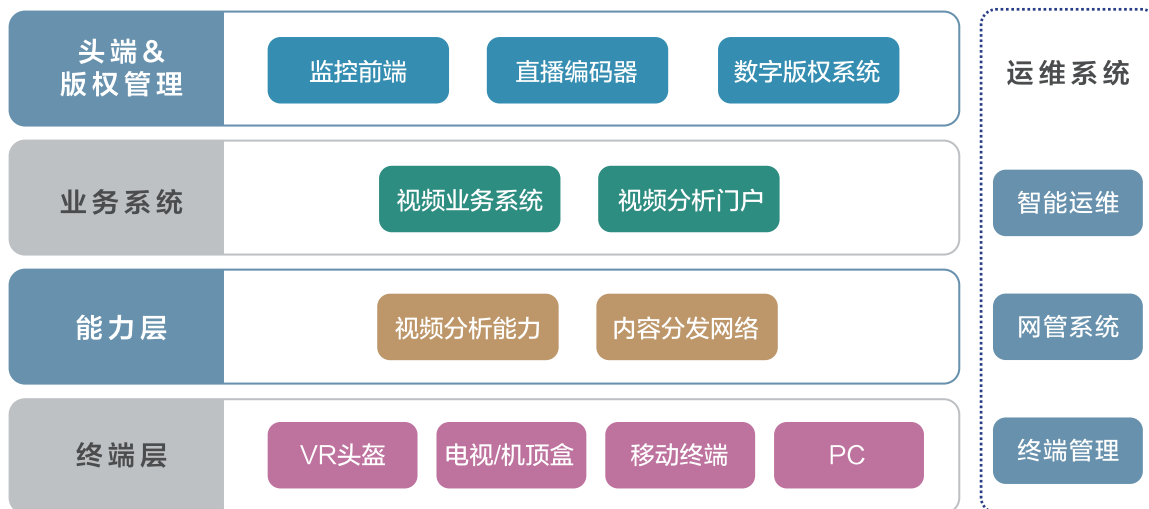 头端&
版权管理
监控前端
直播编码器
数字版权系统
业务系统
视频业务系统
视频分析门户
能力层
视频分析能力
内容分发网络
终端层
VR头盔
电视/机顶盒
移动终端
PC
运维系统
智能运维
网管系统
终端管理